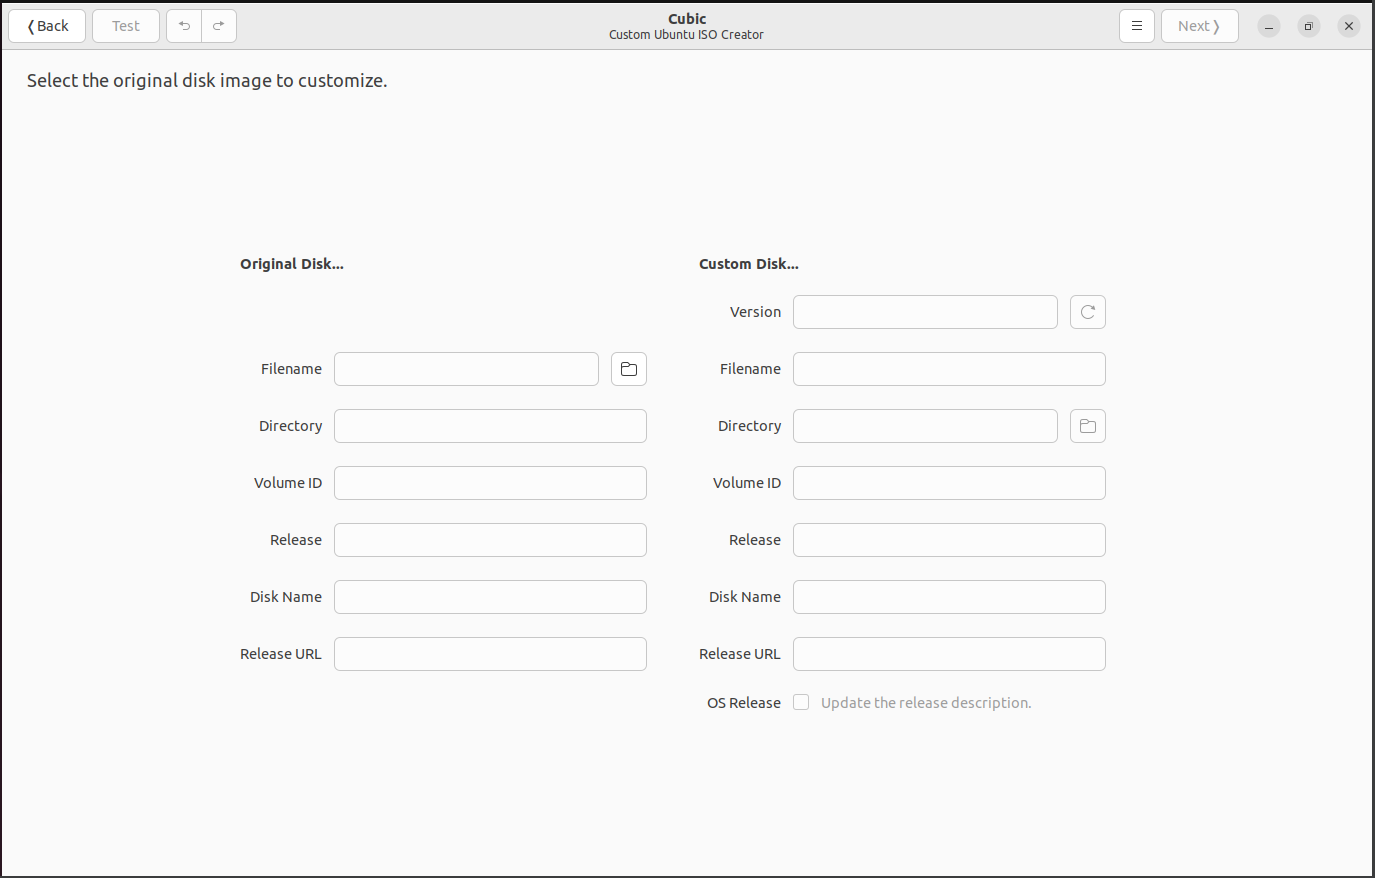 ❬Back
Test
Cubic
Custom Ubuntu ISO Creator
Next❭
Select the original disk image to customize.
Original Disk...
Filename
Directory
Volume ID
Release
Disk Name
Release URL
Custom Disk...
Version
Filename
Directory
Volume ID
Release
Disk Name
Release URL
OS Release
Update the release description.